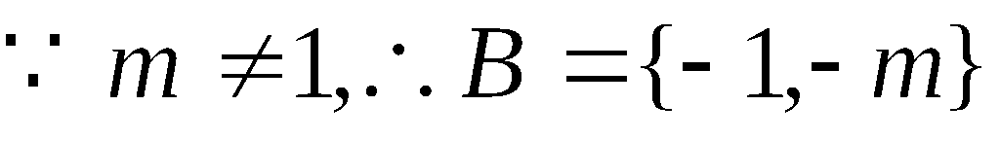 ∵ m ≠1,∴ B ={- 1,- m}